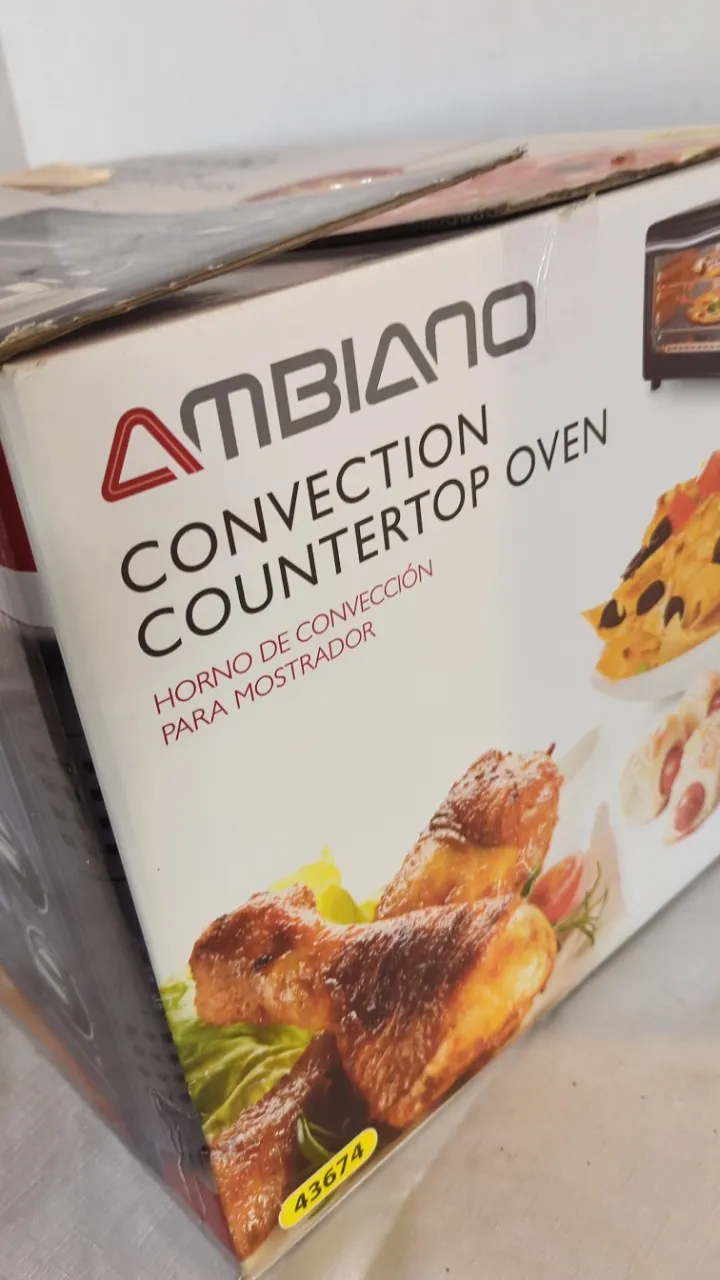 AMBIANO
CONVECTION
COUNTERTOP OVEN
HORNO DE CONVECCIÓN
PARA MOSTRADOR
43674